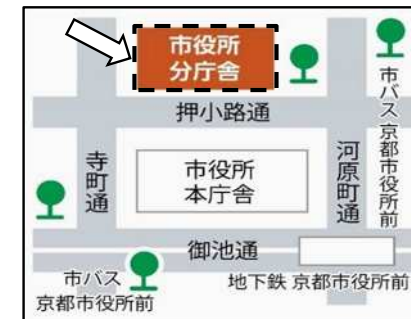 市役所
分庁舎
押小路通
市バス 京都市役所前
寺町通
市役所
本庁舎
河原町通
御池通
市バス
京都市役所前
地下鉄 京都市役所前